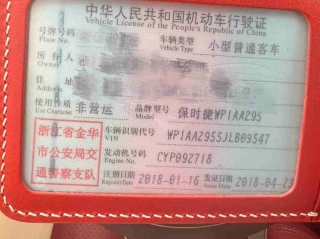 中华人民共和国机动车行驶证
Vehicle License of the People's Republic of China
号牌号码 车辆类型 小型普通客车
Plate No. Vehicle Type
所有人
Owner
住址
Address
使用性质 非营运 品牌型号 保时捷WP1AA295
Use Character Model
浙江省金华 车辆识别代号 WP1AA2955JLB09547
VIN
市公安局交 发动机号码 CYP092718
Engine No.
通警察支队 注册日期 2018-01-16 发证日期 2018-04-23
Register Date Issue Date